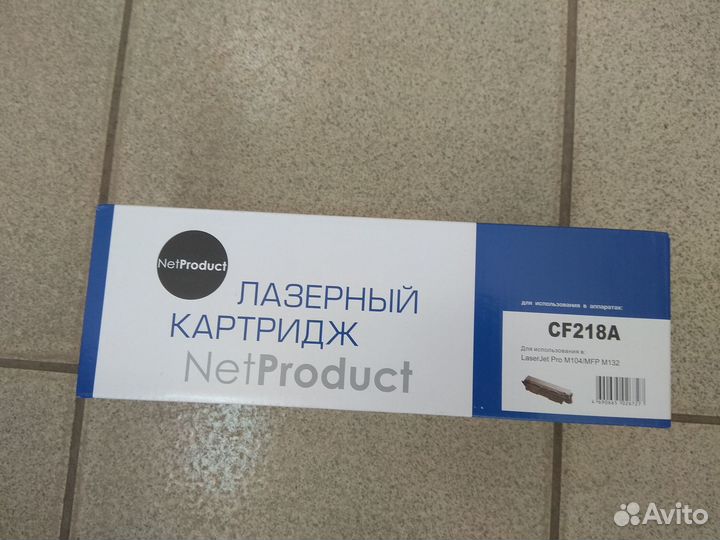 NetProduct
ЛАЗЕРНЫЙ
КАРТРИДЖ
NetProduct
для использования в аппаратах:
CF218A
Для использования в:
LaserJet Pro M104/MFP M132
Avito